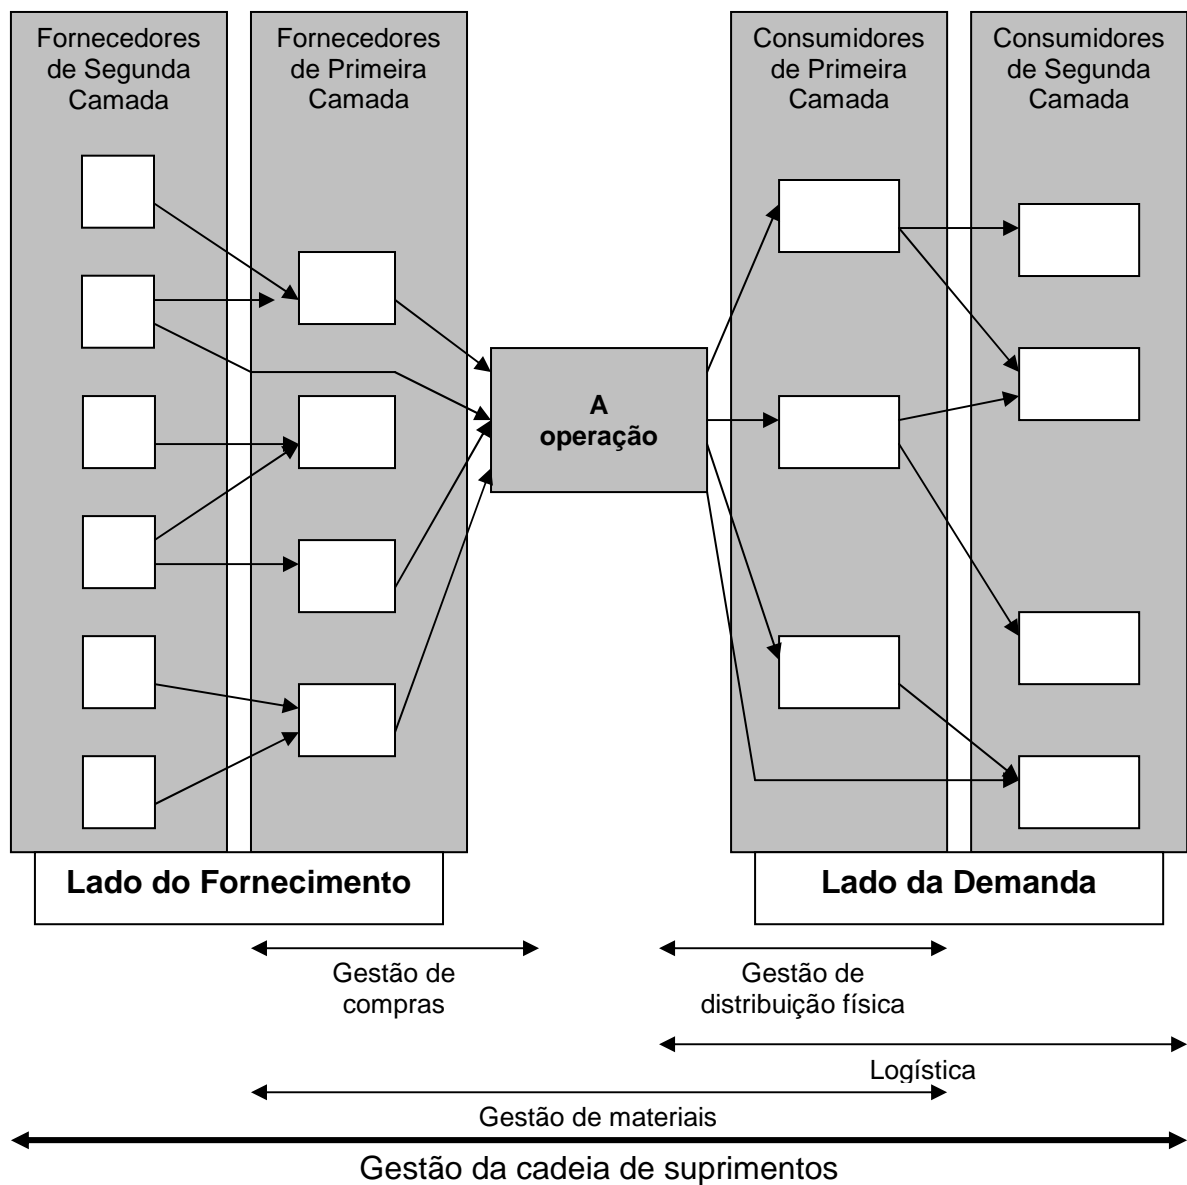 Fornecedores
de Segunda
Camada
Fornecedores
de Primeira
Camada
Consumidores
de Primeira
Camada
Consumidores
de Segunda
Camada
A
operação
Lado do Fornecimento
Lado da Demanda
Gestão de
compras
Gestão de
distribuição física
Logística
Gestão de materiais
Gestão da cadeia de suprimentos